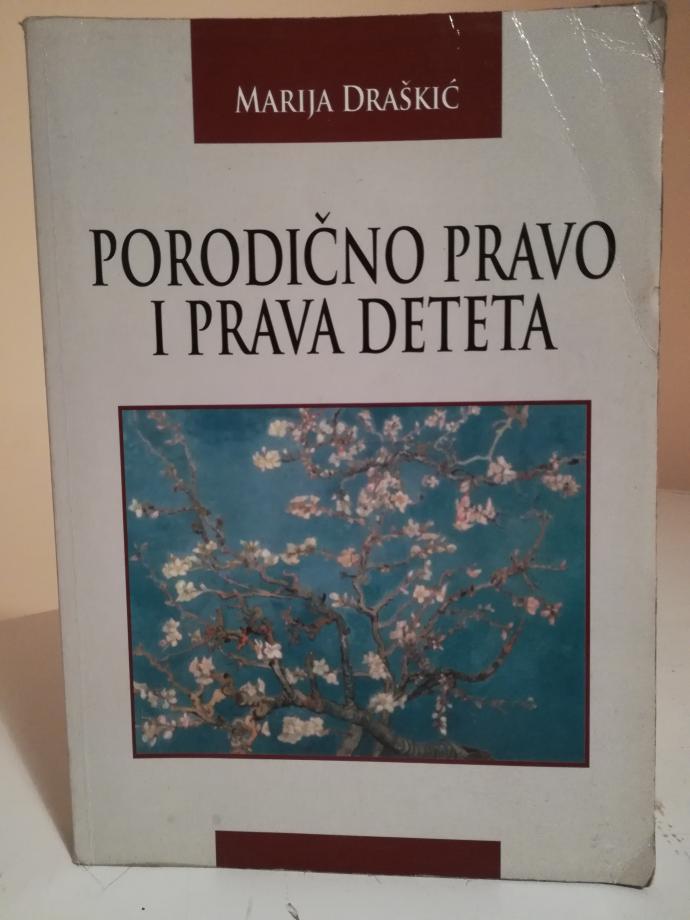 MARIJA DRAŠKIĆ
PORODIČNO PRAVO
I PRAVA DETETA